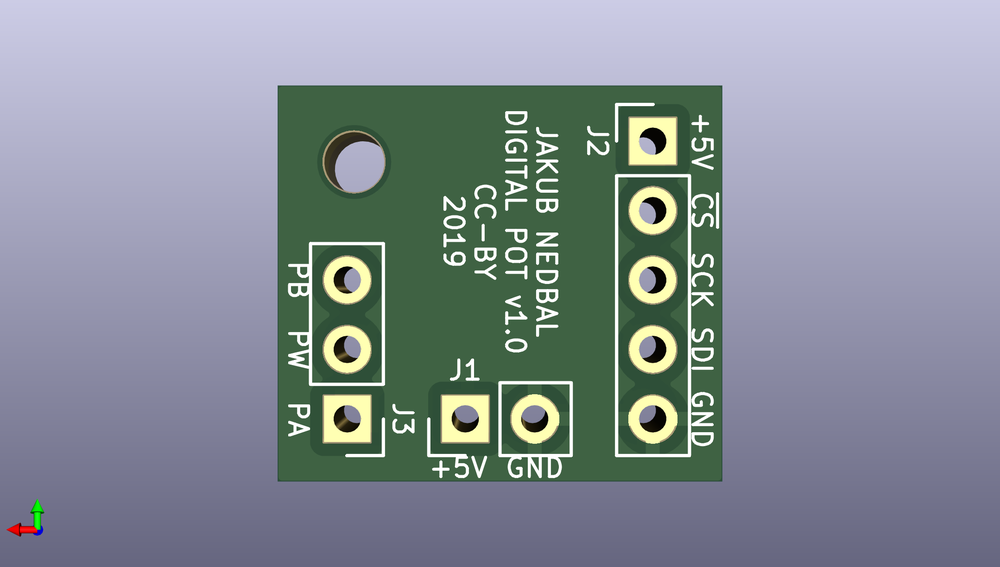 JAKUB NEDBAL
DIGITAL POT v1.0
CC-BY
2019
J2
+5V
C̅S̅
SCK
SDI
GND
PB
PW
PA
J3
J1
+5V GND